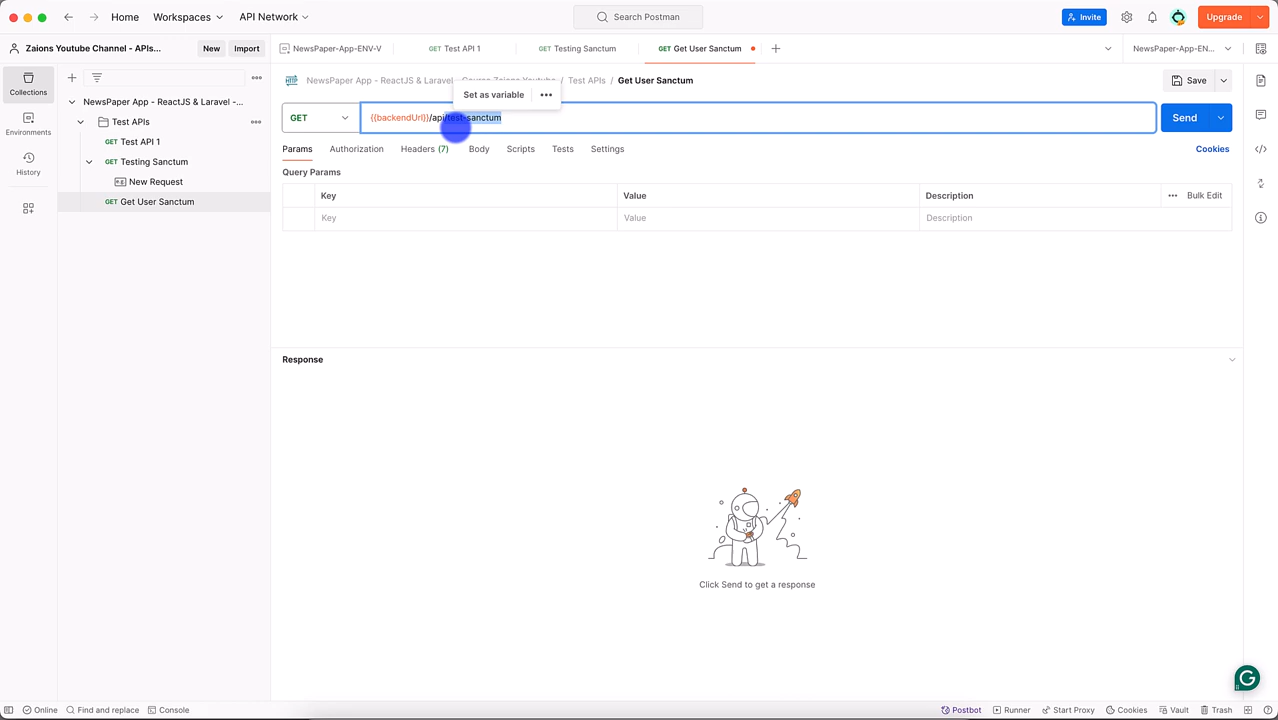 Home Workspaces API Network Search Postman Invite Upgrade
Zaions Youtube Channel - APIs... New Import NewsPaper-App-ENV-V GET Test API 1 GET Testing Sanctum GET Get User Sanctum NewsPaper-App-EN...
Collections
Environments
History
NewsPaper App - ReactJS & Laravel -...
Test APIs
GET Test API 1
GET Testing Sanctum
New Request
GET Get User Sanctum
NewsPaper App - ReactJS & Laravel - Course Zaions Youtube / Test APIs / Get User Sanctum Save
Set as variable
GET {{backendUrl}}/api/test-sanctum Send
Params Authorization Headers (7) Body Scripts Tests Settings Cookies
Query Params
Key Value Description Bulk Edit
Key Value Description
Response
Click Send to get a response
Online Find and replace Console Postbot Runner Start Proxy Cookies Vault Trash